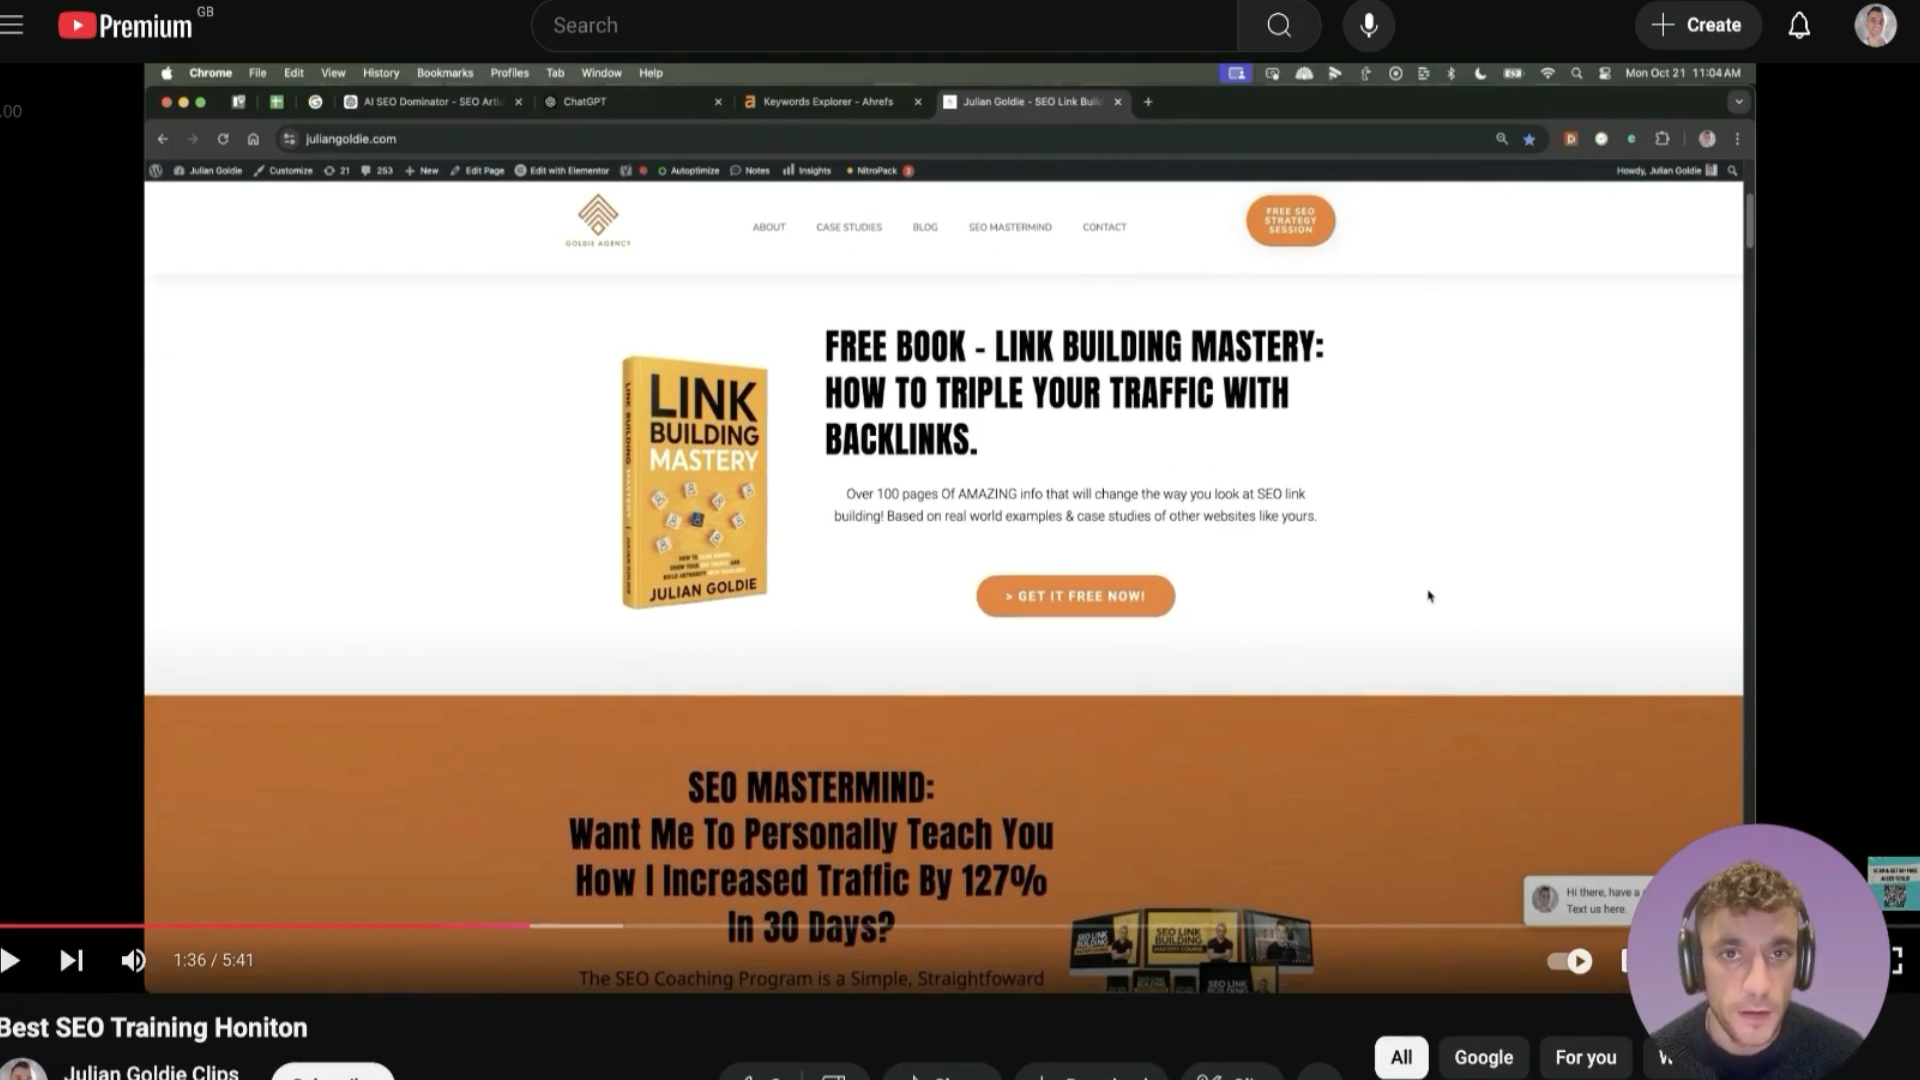 Premium GB
Search
Create
.00
Chrome File Edit View History Bookmarks Profiles Tab Window Help
Mon Oct 21 11:04 AM
AI SEO Dominator - SEO Artic
ChatGPT
Keywords Explorer - Ahrefs
Julian Goldie - SEO Link Buil
juliangoldie.com
Julian Goldie Customize 21 253 New Edit Page Edit with Elementor Autoptimize Notes Insights NitroPack
Howdy, Julian Goldie
GOLDIE AGENCY
ABOUT CASE STUDIES BLOG SEO MASTERMIND CONTACT
FREE SEO
STRATEGY
SESSION
FREE BOOK - LINK BUILDING MASTERY:
HOW TO TRIPLE YOUR TRAFFIC WITH
BACKLINKS.
LINK
BUILDING
MASTERY
JULIAN GOLDIE
Over 100 pages Of AMAZING info that will change the way you look at SEO link
building! Based on real world examples & case studies of other websites like yours.
> GET IT FREE NOW!
SEO MASTERMIND:
Want Me To Personally Teach You
How I Increased Traffic By 127%
In 30 Days?
The SEO Coaching Program is a Simple, Straightfoward
SEO LINK
BUILDING
Hi there, have a
Text us here.
1:36 / 5:41
Best SEO Training Honiton
Julian Goldie Clips
All
Google
For you